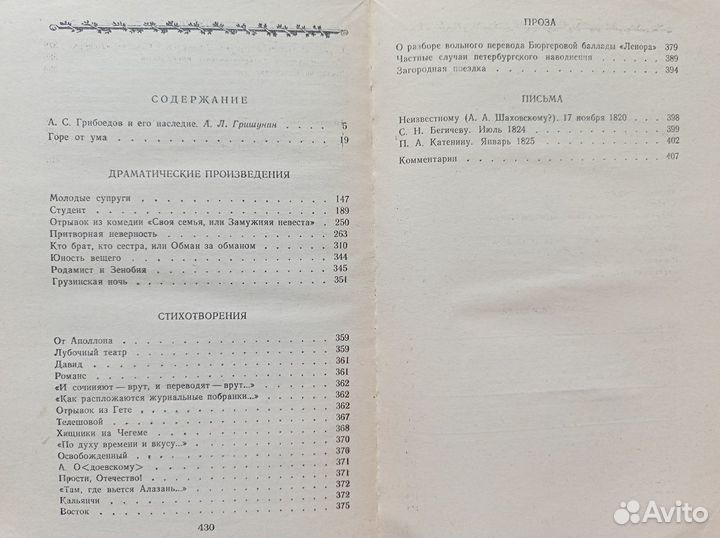 СОДЕРЖАНИЕ
А. С. Грибоедов и его наследие. А. Л. Гришунин . . . . 5
Горе от ума . . . . . . . . . . . . . . . . . . 19
ДРАМАТИЧЕСКИЕ ПРОИЗВЕДЕНИЯ
Молодые супруги . . . . . . . . . . . . . . . . 147
Студент . . . . . . . . . . . . . . . . . . . . 189
Отрывок из комедии «Своя семья, или Замужняя невеста» . 250
Притворная неверность . . . . . . . . . . . . . 263
Кто брат, кто сестра, или Обман за обманом . . . . . . 310
Юность вещего . . . . . . . . . . . . . . . . . 344
Родамист и Зенобия . . . . . . . . . . . . . . . 345
Грузинская ночь . . . . . . . . . . . . . . . . 351
СТИХОТВОРЕНИЯ
От Аполлона . . . . . . . . . . . . . . . . . . 359
Лубочный театр . . . . . . . . . . . . . . . . . 359
Давид . . . . . . . . . . . . . . . . . . . . . 361
Романс . . . . . . . . . . . . . . . . . . . . . 361
«И сочиняют — врут, и переводят — врут...» . . . . . . 362
«Как распложаются журнальные побранки...» . . . . . . 362
Отрывок из Гете . . . . . . . . . . . . . . . . 362
Телешовой . . . . . . . . . . . . . . . . . . . 367
Хищники на Чегеме . . . . . . . . . . . . . . . 368
«По духу времени и вкусу...» . . . . . . . . . . . 370
Освобожденный . . . . . . . . . . . . . . . . . 370
А. О<доевскому> . . . . . . . . . . . . . . . . 371
Прости, Отечество! . . . . . . . . . . . . . . . 371
«Там, где вьется Алазань...» . . . . . . . . . . . 372
Кальянчи . . . . . . . . . . . . . . . . . . . . 372
Восток . . . . . . . . . . . . . . . . . . . . . 375
430
ПРОЗА
О разборе вольного перевода Бюргеровой баллады «Ленора» 379
Частные случаи петербургского наводнения . . . . . . 389
Загородная поездка . . . . . . . . . . . . . . . 394
ПИСЬМА
Неизвестному (А. А. Шаховскому?). 17 ноября 1820 . . . . 398
С. Н. Бегичеву. Июль 1824 . . . . . . . . . . . . 399
П. А. Катенину. Январь 1825 . . . . . . . . . . . 402
Комментарии . . . . . . . . . . . . . . . . . . 407
Avito